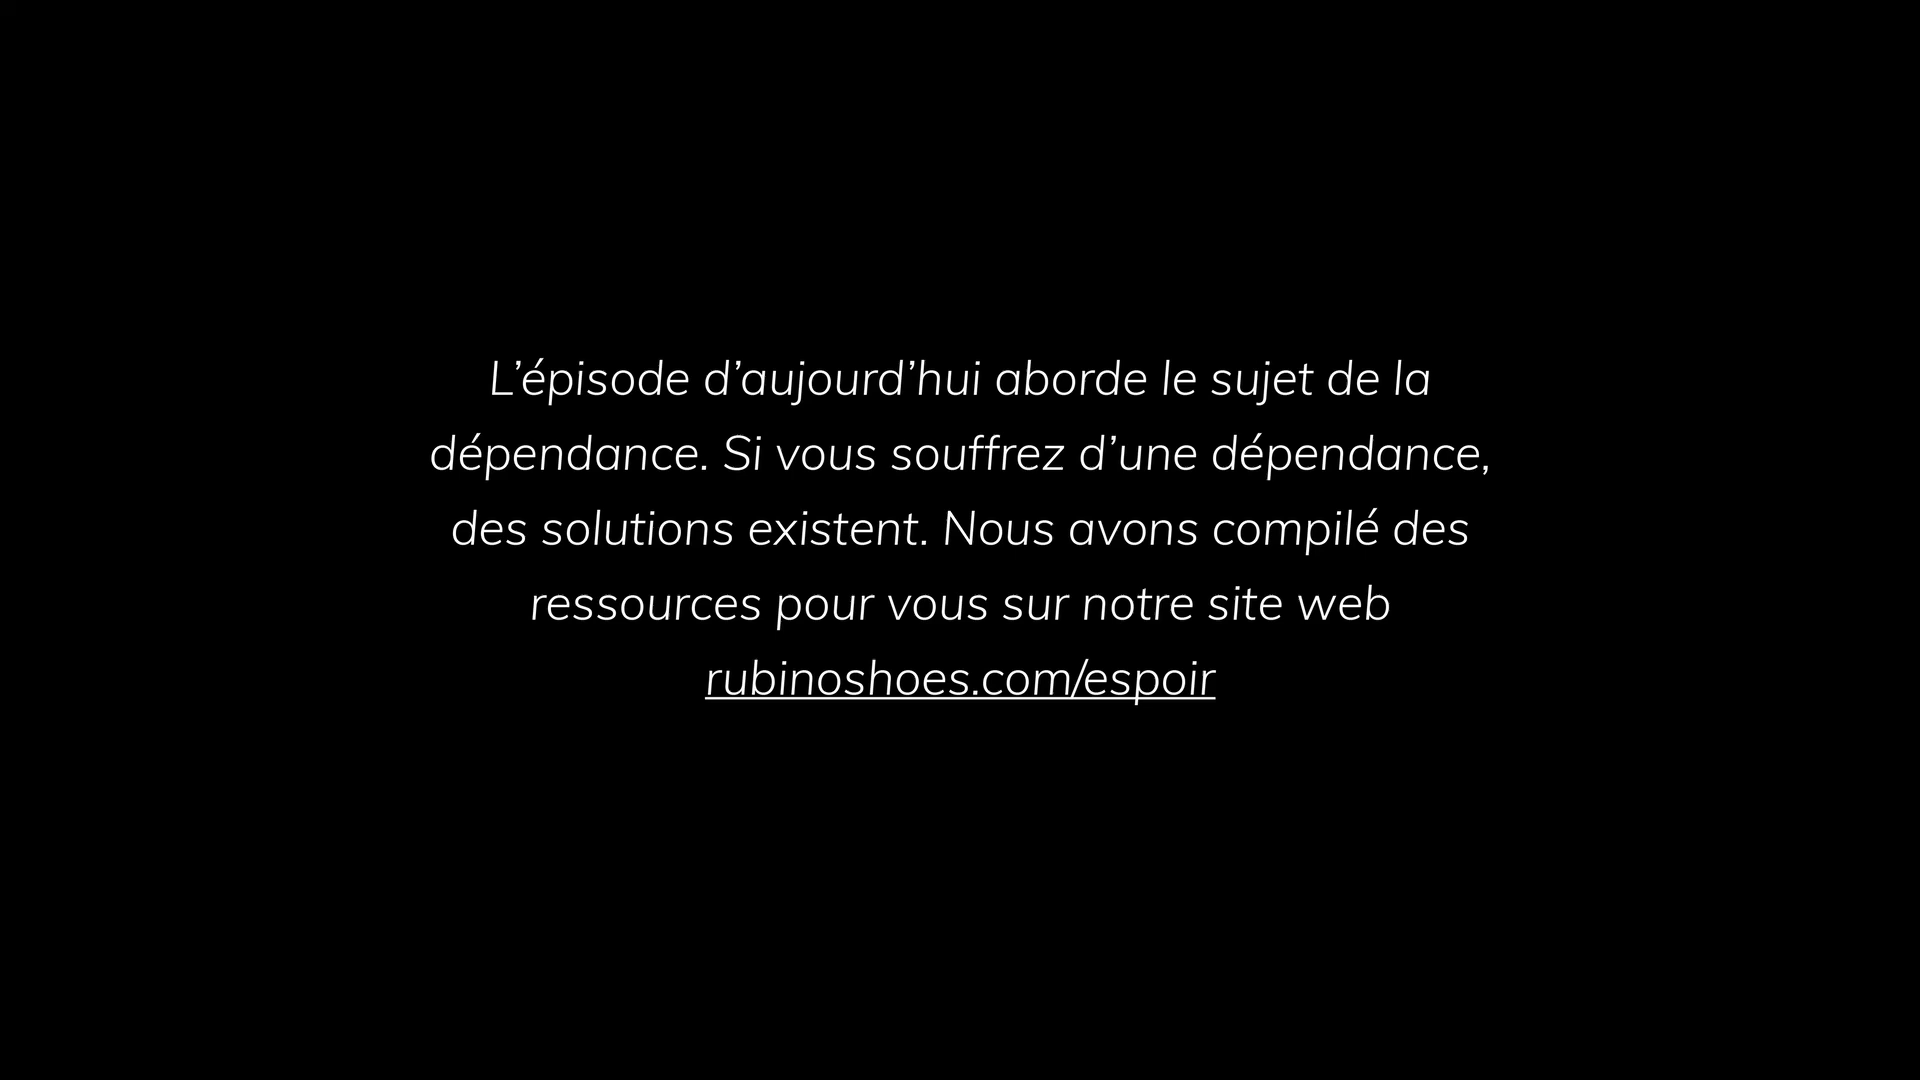 L’épisode d’aujourd’hui aborde le sujet de la
dépendance. Si vous souffrez d’une dépendance,
des solutions existent. Nous avons compilé des
ressources pour vous sur notre site web
rubinoshoes.com/espoir